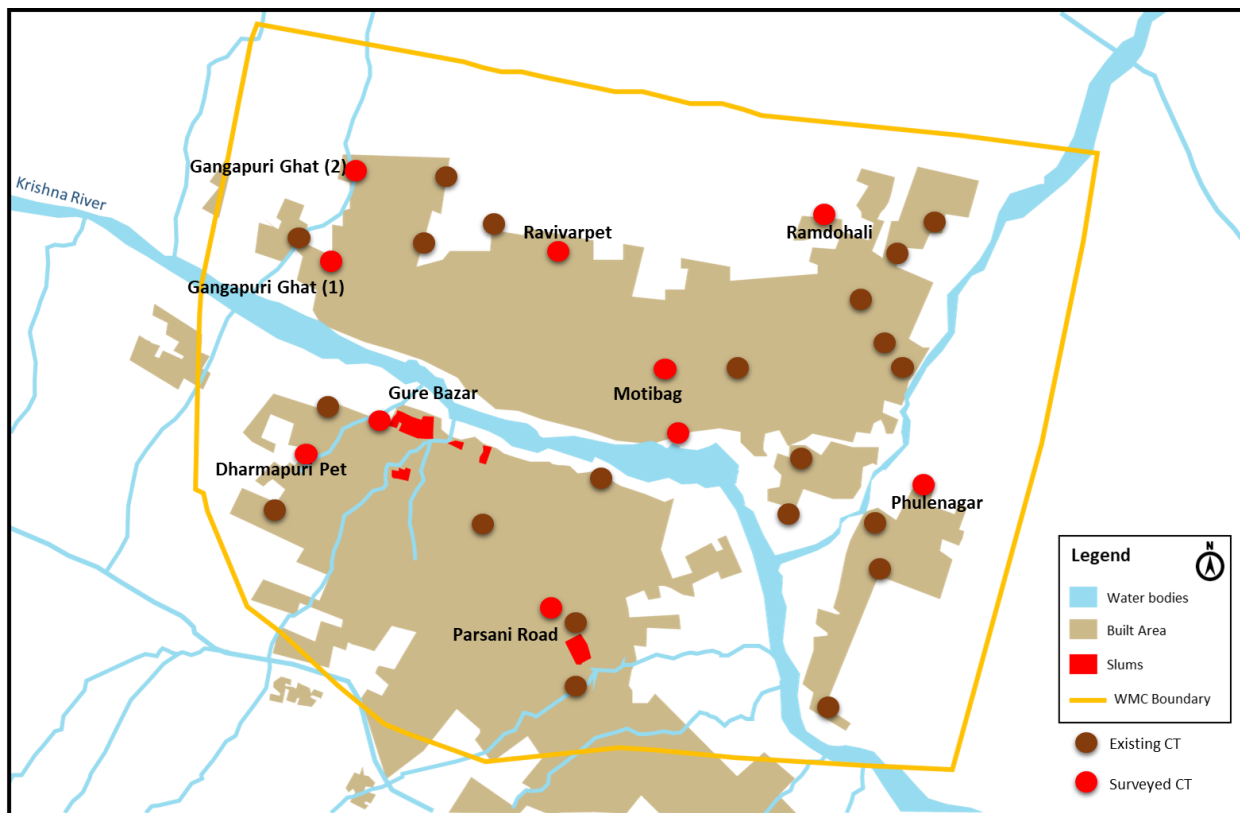 Gangapuri Ghat (2)
Krishna River
Ravivarpet
Ramdohali
Gangapuri Ghat (1)
Gure Bazar
Motibag
Dharmapuri Pet
Phulenagar
Parsani Road
Legend
N
Water bodies
Built Area
Slums
WMC Boundary
Existing CT
Surveyed CT